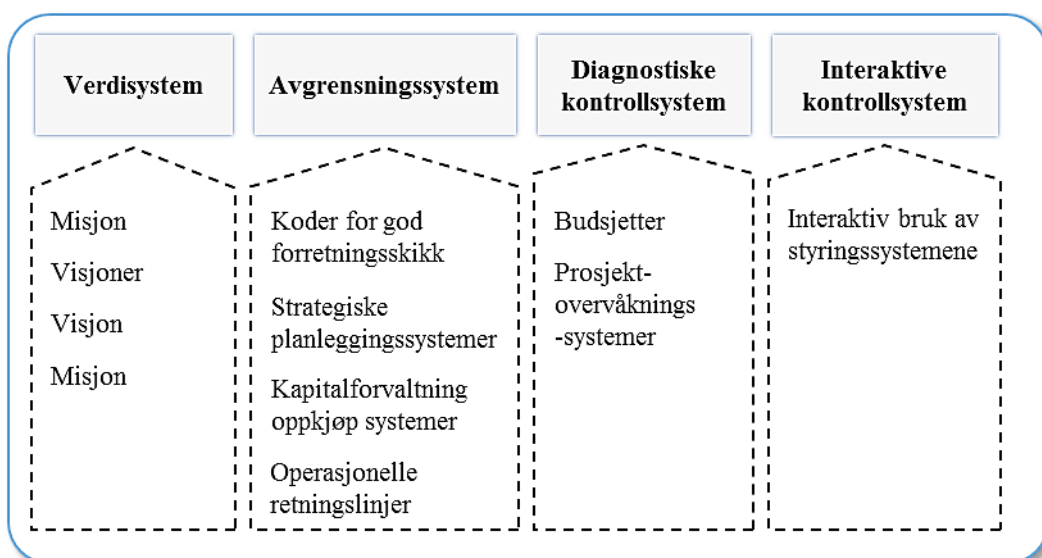 Verdisystem
Misjon
Visjoner
Visjon
Misjon
Avgrensningssystem
Koder for god
forretningsskikk
Strategiske
planleggingssystemer
Kapitalforvaltning
oppkjøp systemer
Operasjonelle
retningslinjer
Diagnostiske
kontrollsystem
Budsjetter
Prosjekt-
overvåknings
-systemer
Interaktive
kontrollsystem
Interaktiv bruk av
styringssystemene